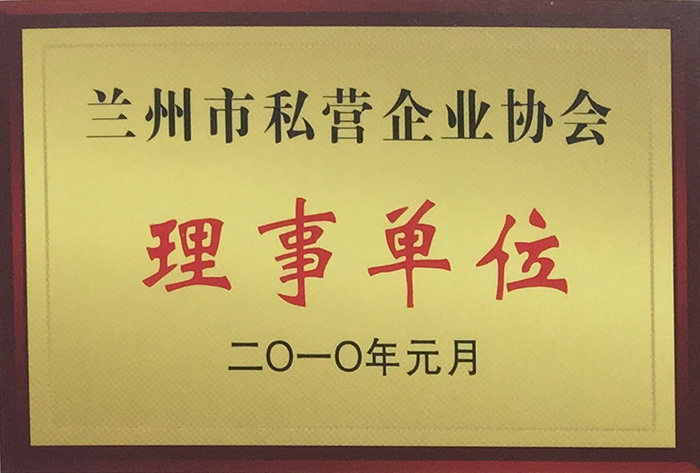 兰州市私营企业协会
理事单位
二〇一〇年元月